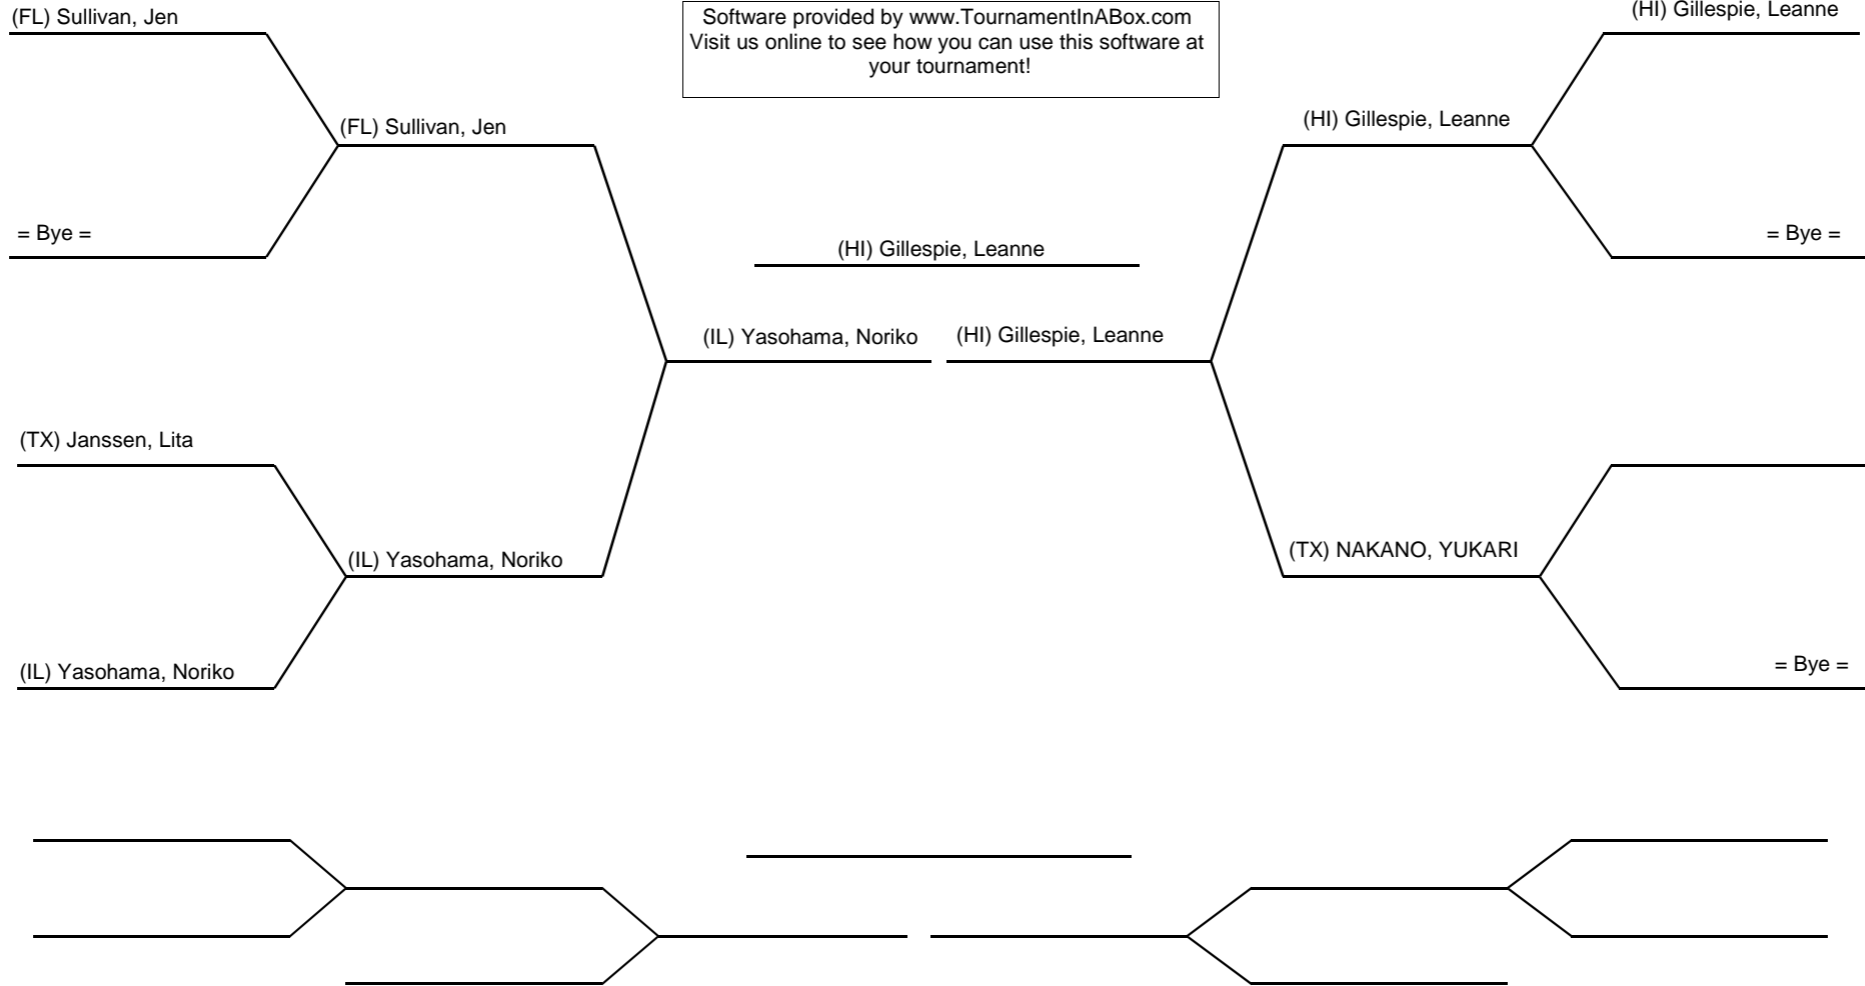 (FL) Sullivan, Jen
Software provided by www.TournamentInABox.com
Visit us online to see how you can use this software at
your tournament!
(HI) Gillespie, Leanne
(FL) Sullivan, Jen
(HI) Gillespie, Leanne
= Bye =
(HI) Gillespie, Leanne
= Bye =
(IL) Yasohama, Noriko
(HI) Gillespie, Leanne
(TX) Janssen, Lita
(IL) Yasohama, Noriko
(TX) NAKANO, YUKARI
(IL) Yasohama, Noriko
= Bye =